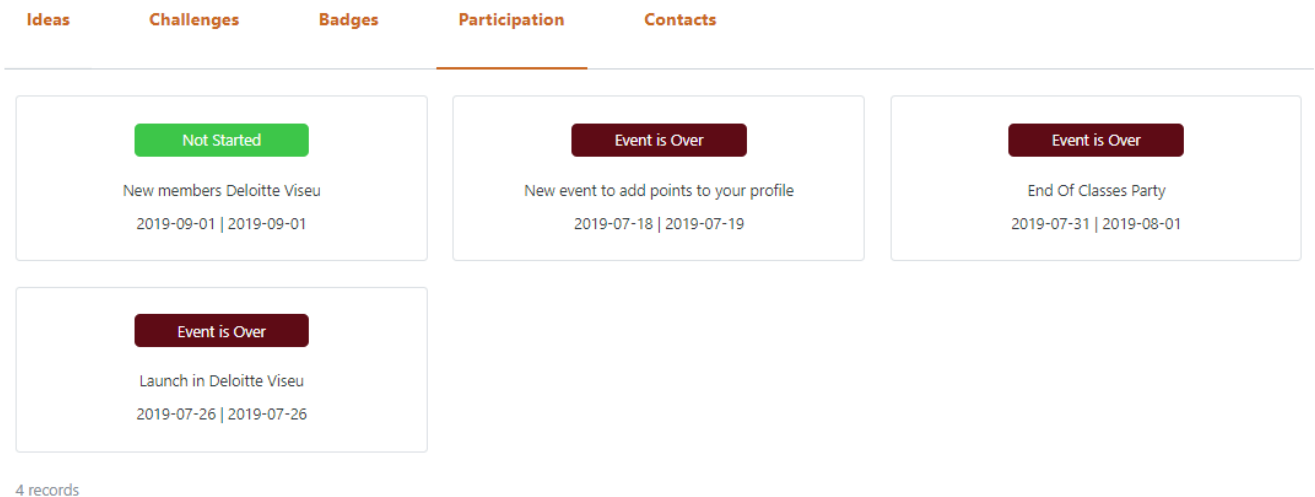 Ideas Challenges Badges Participation Contacts
Not Started
New members Deloitte Viseu
2019-09-01 | 2019-09-01
Event is Over
New event to add points to your profile
2019-07-18 | 2019-07-19
Event is Over
End Of Classes Party
2019-07-31 | 2019-08-01
Event is Over
Launch in Deloitte Viseu
2019-07-26 | 2019-07-26
4 records